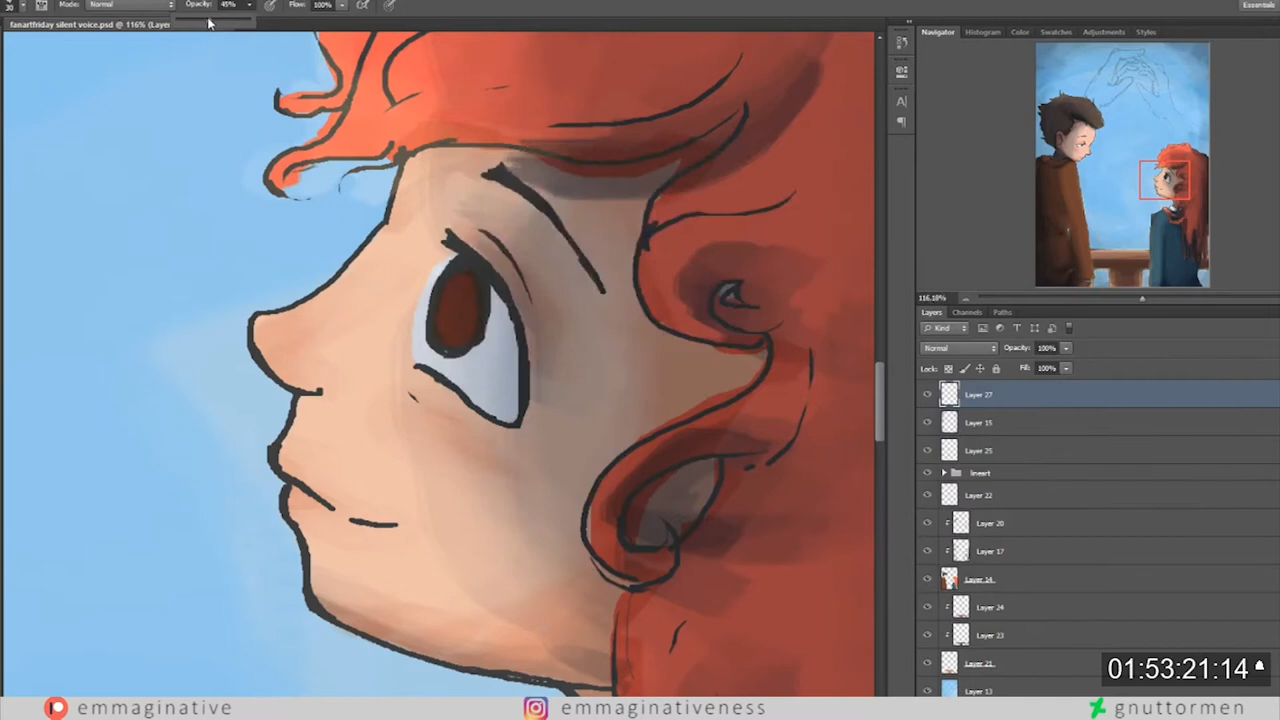 30 Mode: Normal Opacity: 45% Flow: 100% Essentials
fanartfriday silent voice.psd @ 116% (Layer
Navigator Histogram Color Swatches Adjustments Styles
A|
¶
116.18%
Layers Channels Paths
Kind
Normal Opacity: 100%
Lock: Fill: 100%
Layer 27
Layer 15
Layer 25
lineart
Layer 22
Layer 20
Layer 17
Layer 14
Layer 24
Layer 23
Layer 21
Layer 13
01:53:21:14
emmaginative emmaginativeness gnuttormen